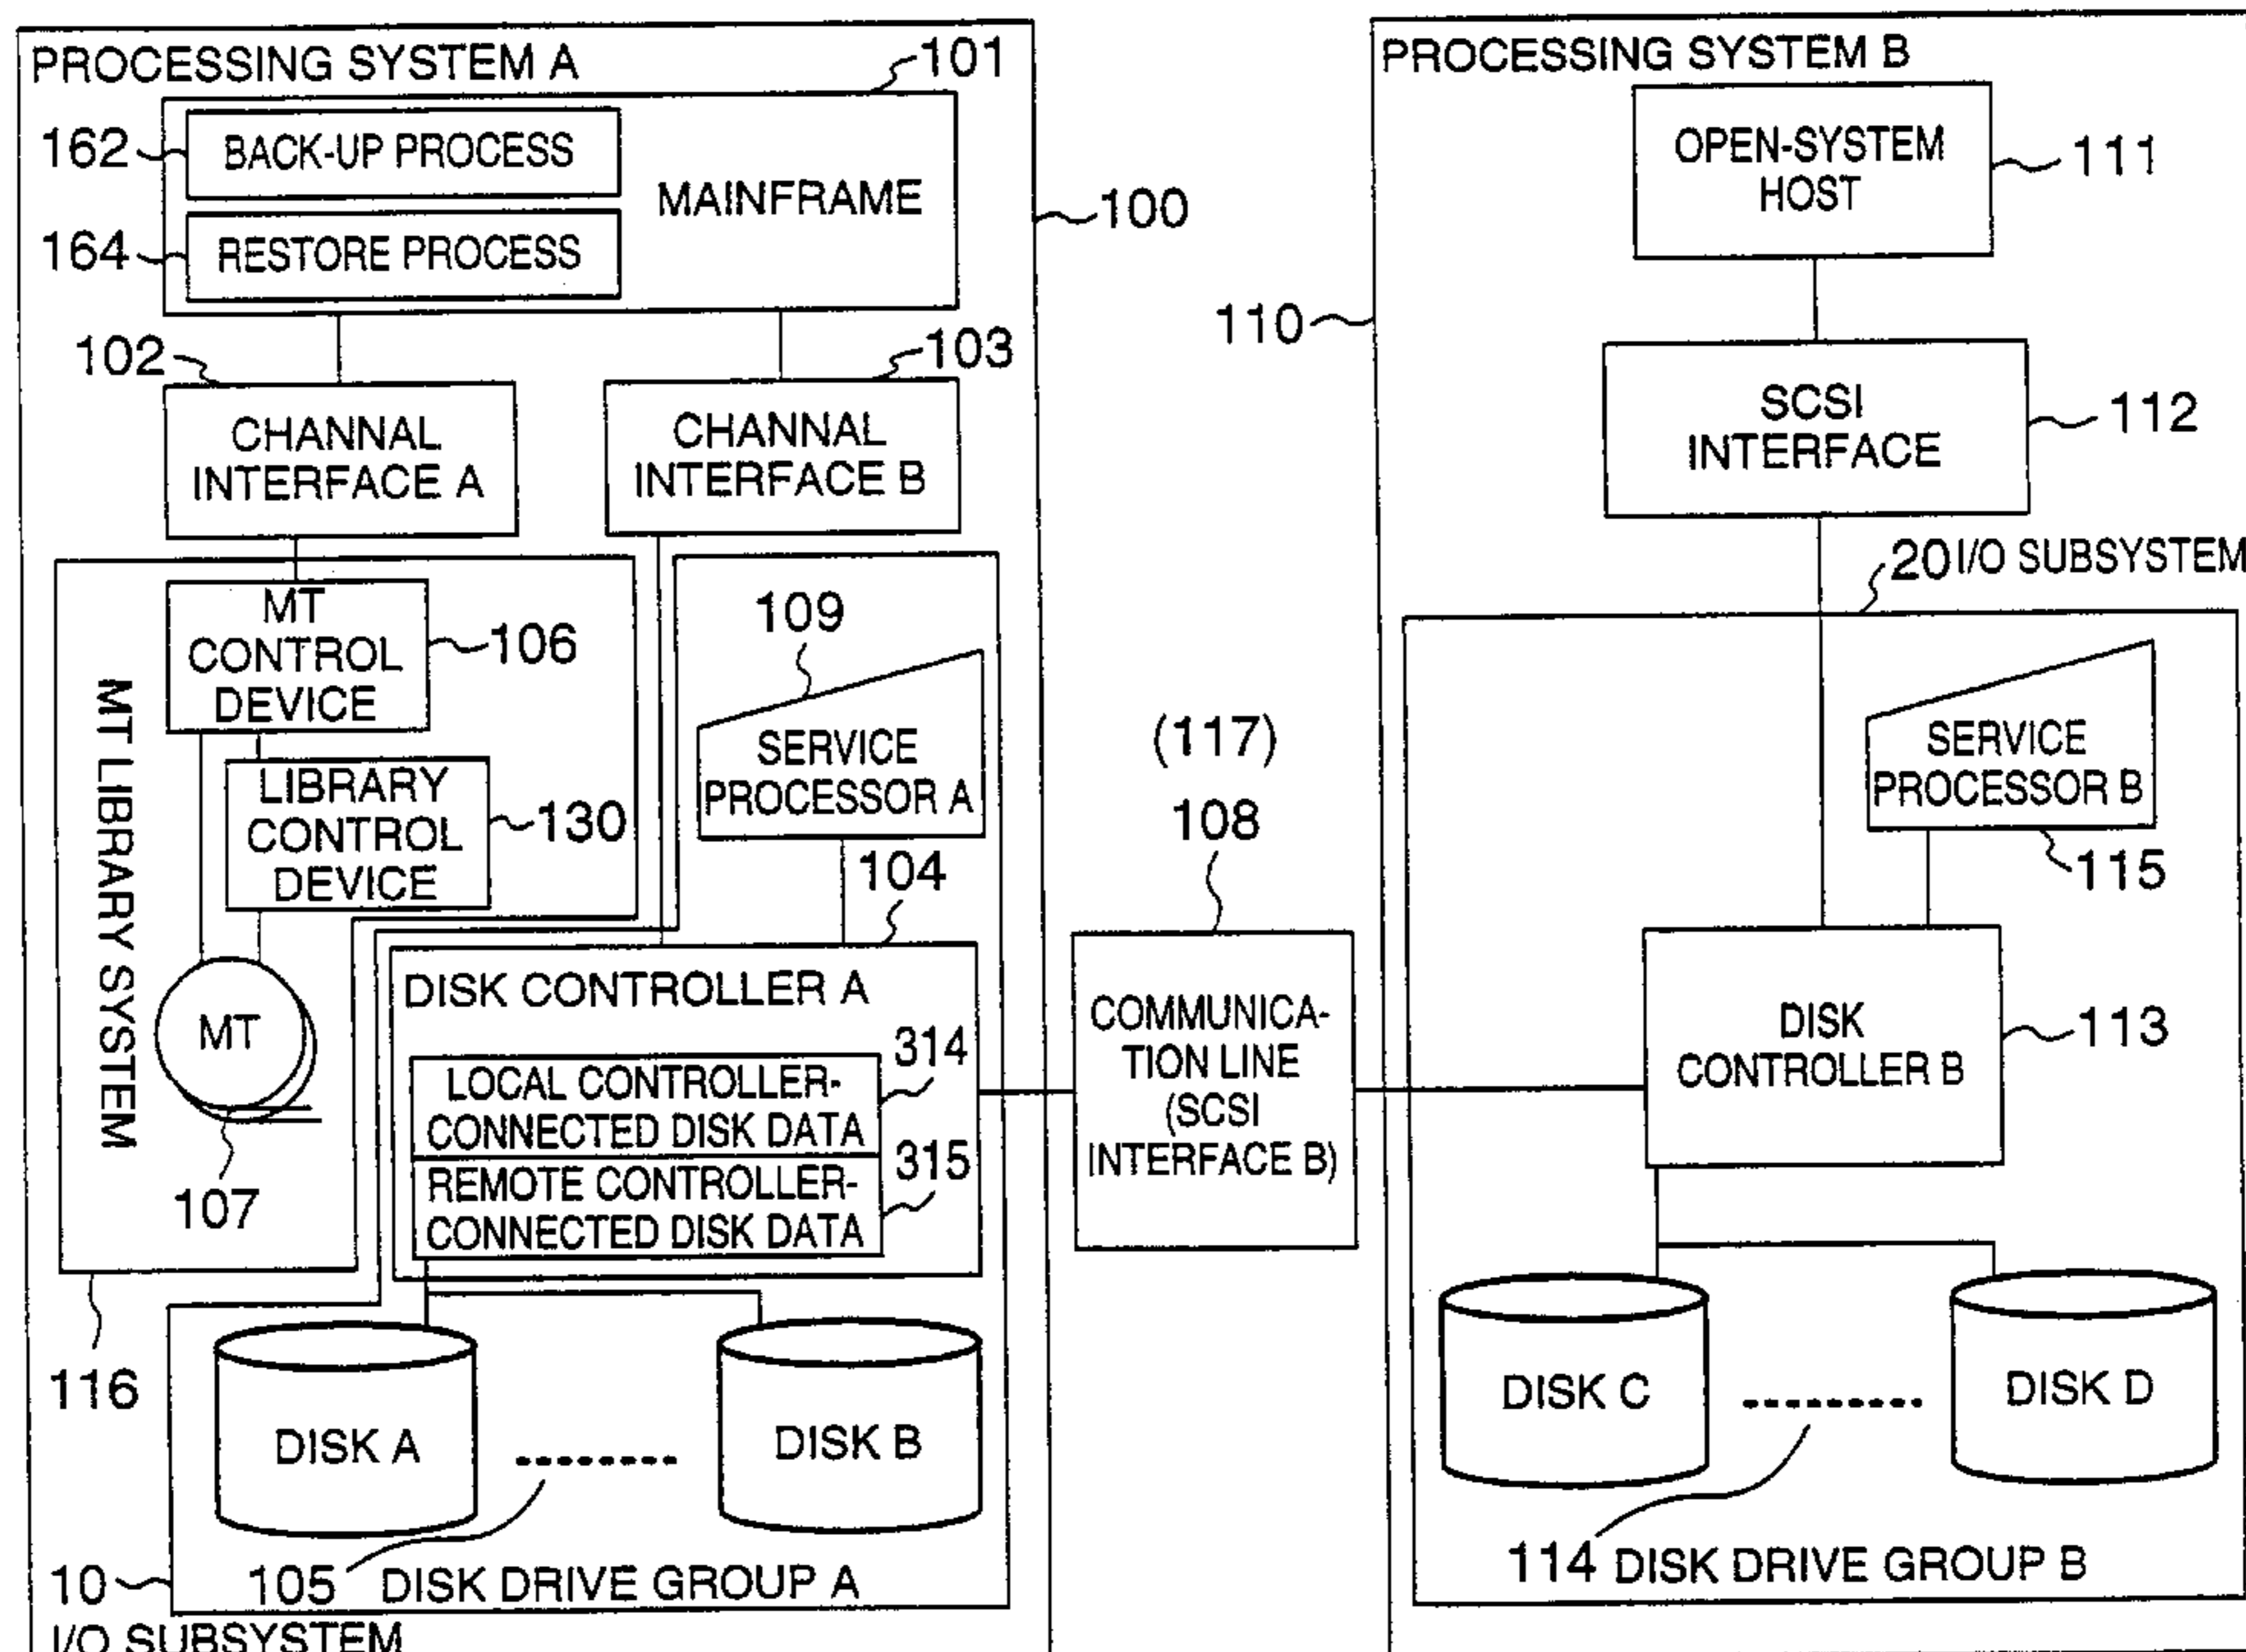 PROCESSING SYSTEM A
101
162
BACK-UP PROCESS
MAINFRAME
164
RESTORE PROCESS
100
102
103
CHANNAL
INTERFACE A
CHANNAL
INTERFACE B
MT
CONTROL
DEVICE
106
LIBRARY
CONTROL
DEVICE
130
MT LIBRARY SYSTEM
MT
107
116
109
SERVICE
PROCESSOR A
104
DISK CONTROLLER A
314
LOCAL CONTROLLER-
CONNECTED DISK DATA
315
REMOTE CONTROLLER-
CONNECTED DISK DATA
DISK A
DISK B
10
105
DISK DRIVE GROUP A
I/O SUBSYSTEM
(117)
108
COMMUNICA-
TION LINE
(SCSI
INTERFACE B)
PROCESSING SYSTEM B
OPEN-SYSTEM
HOST
111
110
SCSI
INTERFACE
112
20 I/O SUBSYSTEM
SERVICE
PROCESSOR B
115
DISK
CONTROLLER B
113
DISK C
DISK D
114 DISK DRIVE GROUP B